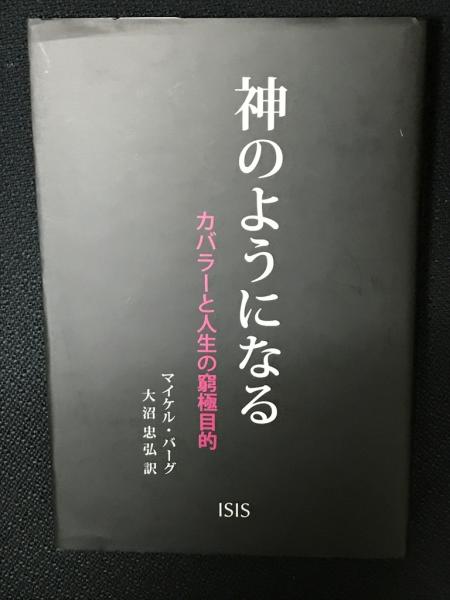 神のようになる
カバラーと人生の窮極目的
マイケル・バーグ
大沼忠弘訳
ISIS